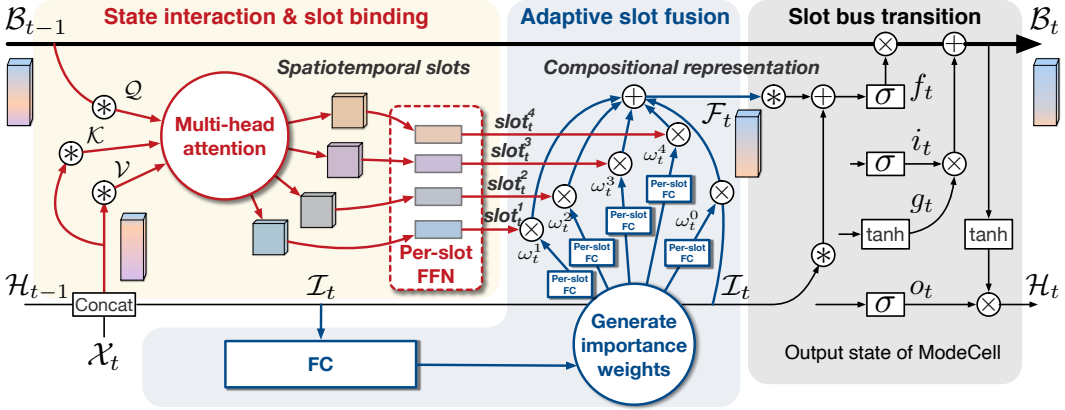 State interaction & slot binding
Adaptive slot fusion
Slot bus transition
B_{t−1}
B_t
Q
K
V
Multi-head
attention
Spatiotemporal slots
Compositional representation
slot_t^4
slot_t^3
slot_t^2
slot_t^1
Per-slot
FFN
ω_t^4
ω_t^3
ω_t^2
ω_t^1
ω_t^0
Per-slot
FC
Per-slot
FC
Per-slot
FC
Per-slot
FC
Per-slot
FC
F_t
σ
f_t
σ
i_t
tanh
g_t
tanh
σ
o_t
H_{t−1}
Concat
X_t
I_t
I_t
H_t
FC
Generate
importance
weights
Output state of ModeCell